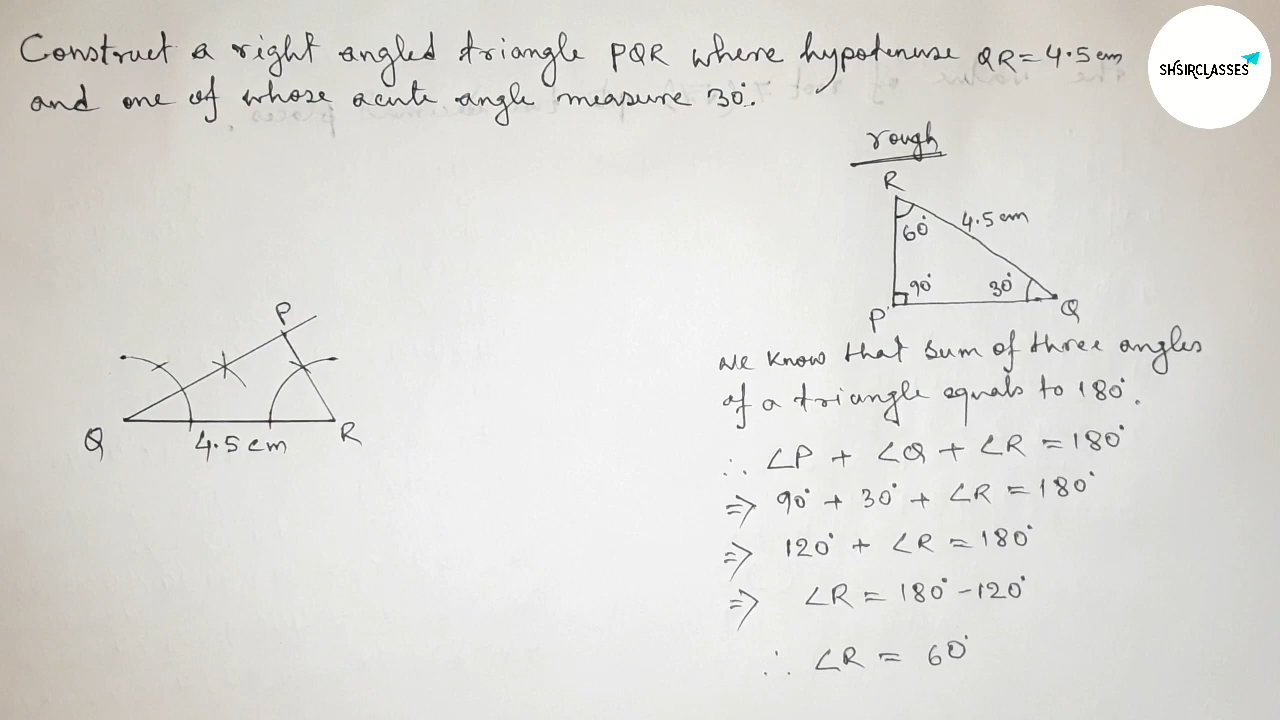 Construct a right angled triangle PQR where hypotenuse QR = 4.5 cm
and one of whose acute angle measure 30°.
SHSIRCLASSES
rough
R
60°
4.5 cm
90°
30°
P
Q
P
Q
4.5 cm
R
We know that sum of three angles
of a triangle equals to 180°.
∴ ∠P + ∠Q + ∠R = 180°
⇒ 90° + 30° + ∠R = 180°
⇒ 120° + ∠R = 180°
⇒ ∠R = 180° - 120°
∴ ∠R = 60°